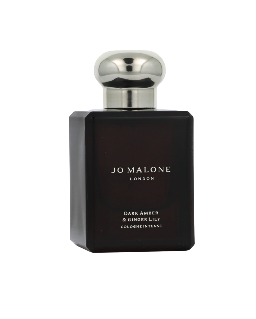 JO MALONE
LONDON
DARK AMBER
& GINGER LILY
COLOGNE INTENSE